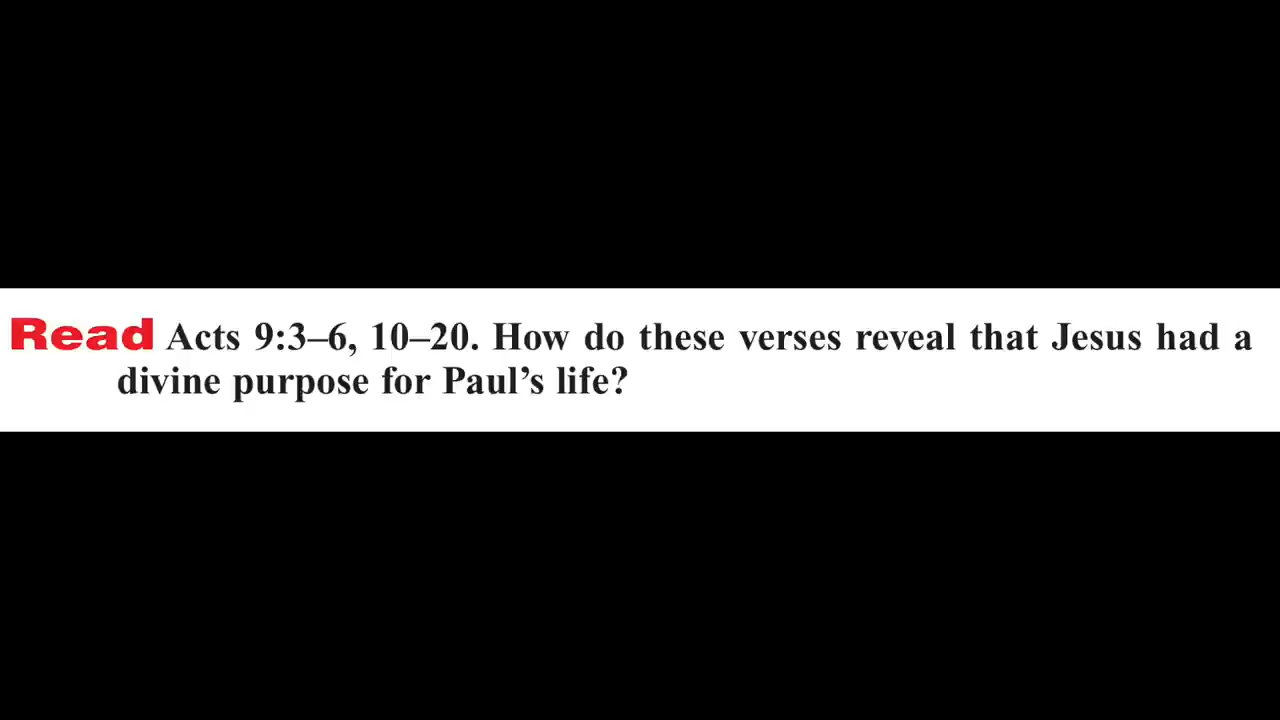 Read Acts 9:3–6, 10–20. How do these verses reveal that Jesus had a
divine purpose for Paul’s life?